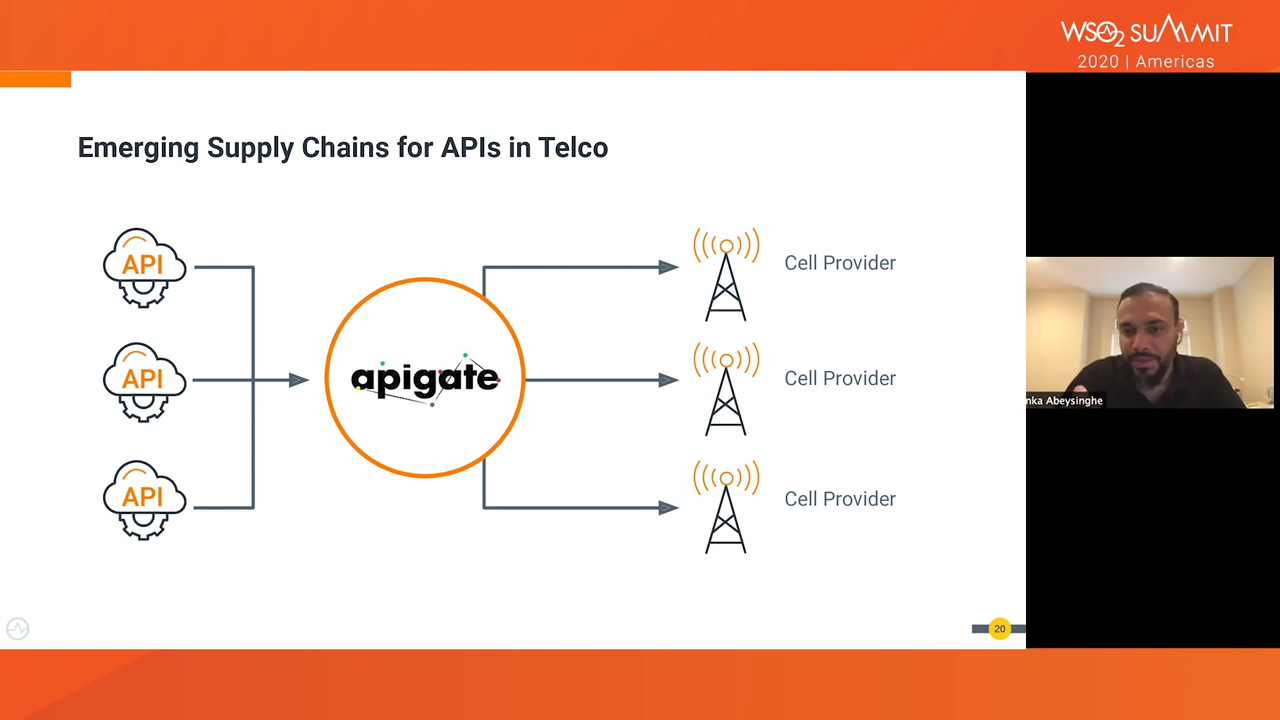 WSO2 SUMMIT
2020 | Americas
Emerging Supply Chains for APIs in Telco
API
Cell Provider
API
apigate
Cell Provider
nka Abeysinghe
API
Cell Provider
20